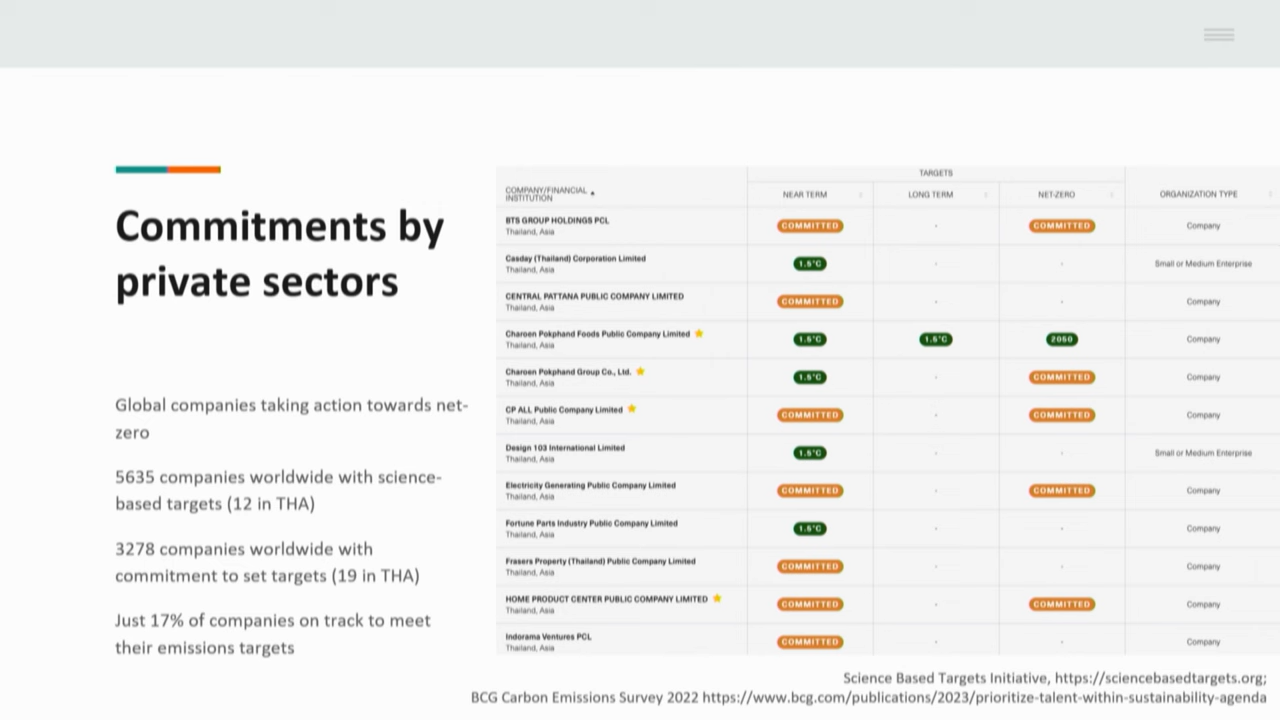 Commitments by
private sectors
Global companies taking action towards net-
zero
5635 companies worldwide with science-
based targets (12 in THA)
3278 companies worldwide with
commitment to set targets (19 in THA)
Just 17% of companies on track to meet
their emissions targets
TARGETS
COMPANY/FINANCIAL
INSTITUTION
NEAR TERM LONG TERM NET-ZERO ORGANIZATION TYPE
BTS GROUP HOLDINGS PCL
Thailand, Asia
COMMITTED - COMMITTED Company
Casday (Thailand) Corporation Limited
Thailand, Asia
1.5°C - - Small or Medium Enterprise
CENTRAL PATTANA PUBLIC COMPANY LIMITED
Thailand, Asia
COMMITTED - - Company
Charoen Pokphand Foods Public Company Limited
Thailand, Asia
1.5°C 1.5°C 2050 Company
Charoen Pokphand Group Co., Ltd.
Thailand, Asia
1.5°C - COMMITTED Company
CP ALL Public Company Limited
Thailand, Asia
COMMITTED - COMMITTED Company
Design 103 International Limited
Thailand, Asia
1.5°C - - Small or Medium Enterprise
Electricity Generating Public Company Limited
Thailand, Asia
COMMITTED - COMMITTED Company
Fortune Parts Industry Public Company Limited
Thailand, Asia
1.5°C - - Company
Frasers Property (Thailand) Public Company Limited
Thailand, Asia
COMMITTED - - Company
HOME PRODUCT CENTER PUBLIC COMPANY LIMITED
Thailand, Asia
COMMITTED - COMMITTED Company
Indorama Ventures PCL
Thailand, Asia
COMMITTED - - Company
Science Based Targets Initiative, https://sciencebasedtargets.org;
BCG Carbon Emissions Survey 2022 https://www.bcg.com/publications/2023/prioritize-talent-within-sustainability-agenda